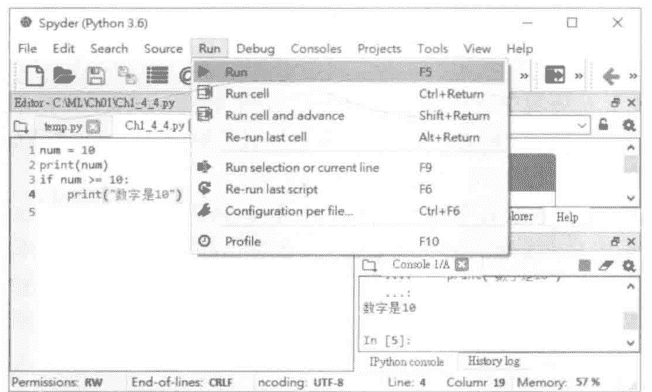 Spyder (Python 3.6)
File Edit Search Source Run Debug Consoles Projects Tools View Help
Run F5
Run cell Ctrl+Return
Run cell and advance Shift+Return
Re-run last cell Alt+Return
Run selection or current line F9
Re-run last script F6
Configuration per file... Ctrl+F6
Profile F10
Editor - C:\ML\Ch01\Ch1_4_4.py
temp.py Ch1_4_4.py
1 num = 10
2 print(num)
3 if num >= 10:
4 print("数字是10")
5
Help
Console 1/A
...:
数字是10
In [5]:
IPython console History log
Permissions: RW End-of-lines: CRLF ncoding: UTF-8 Line: 4 Column: 19 Memory: 57 %